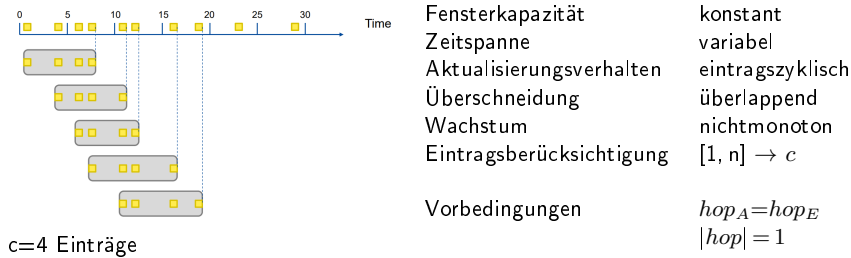 0 5 10 15 20 25 30 Time
c=4 Einträge
Fensterkapazität konstant
Zeitspanne variabel
Aktualisierungsverhalten eintragszyklisch
Überschneidung überlappend
Wachstum nichtmonoton
Eintragsberücksichtigung [1, n] → c
Vorbedingungen hop_A=hop_E
|hop| = 1